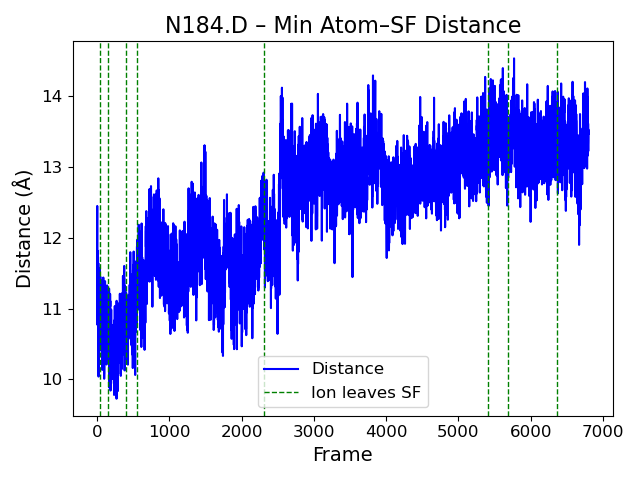 N184.D – Min Atom–SF Distance
Distance (Å)
14
13
12
11
10
Distance
Ion leaves SF
0 1000 2000 3000 4000 5000 6000 7000
Frame